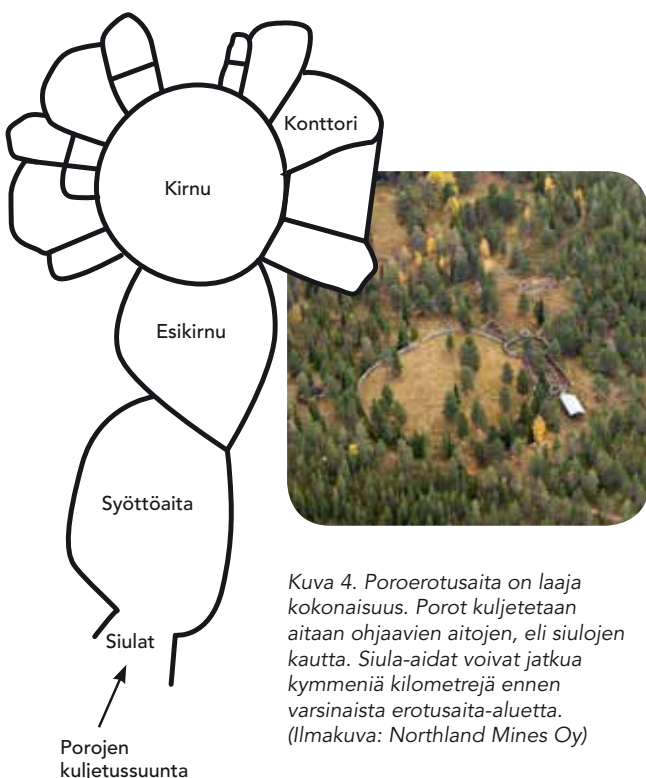 Konttori
Kirnu
Esikirnu
Syöttöaita
Siulat
Porojen
kuljetussuunta
Kuva 4. Poroerotusaita on laaja
kokonaisuus. Porot kuljetetaan
aitaan ohjaavien aitojen, eli siulojen
kautta. Siula-aidat voivat jatkua
kymmeniä kilometrejä ennen
varsinaista erotusaita-aluetta.
(Ilmakuva: Northland Mines Oy)